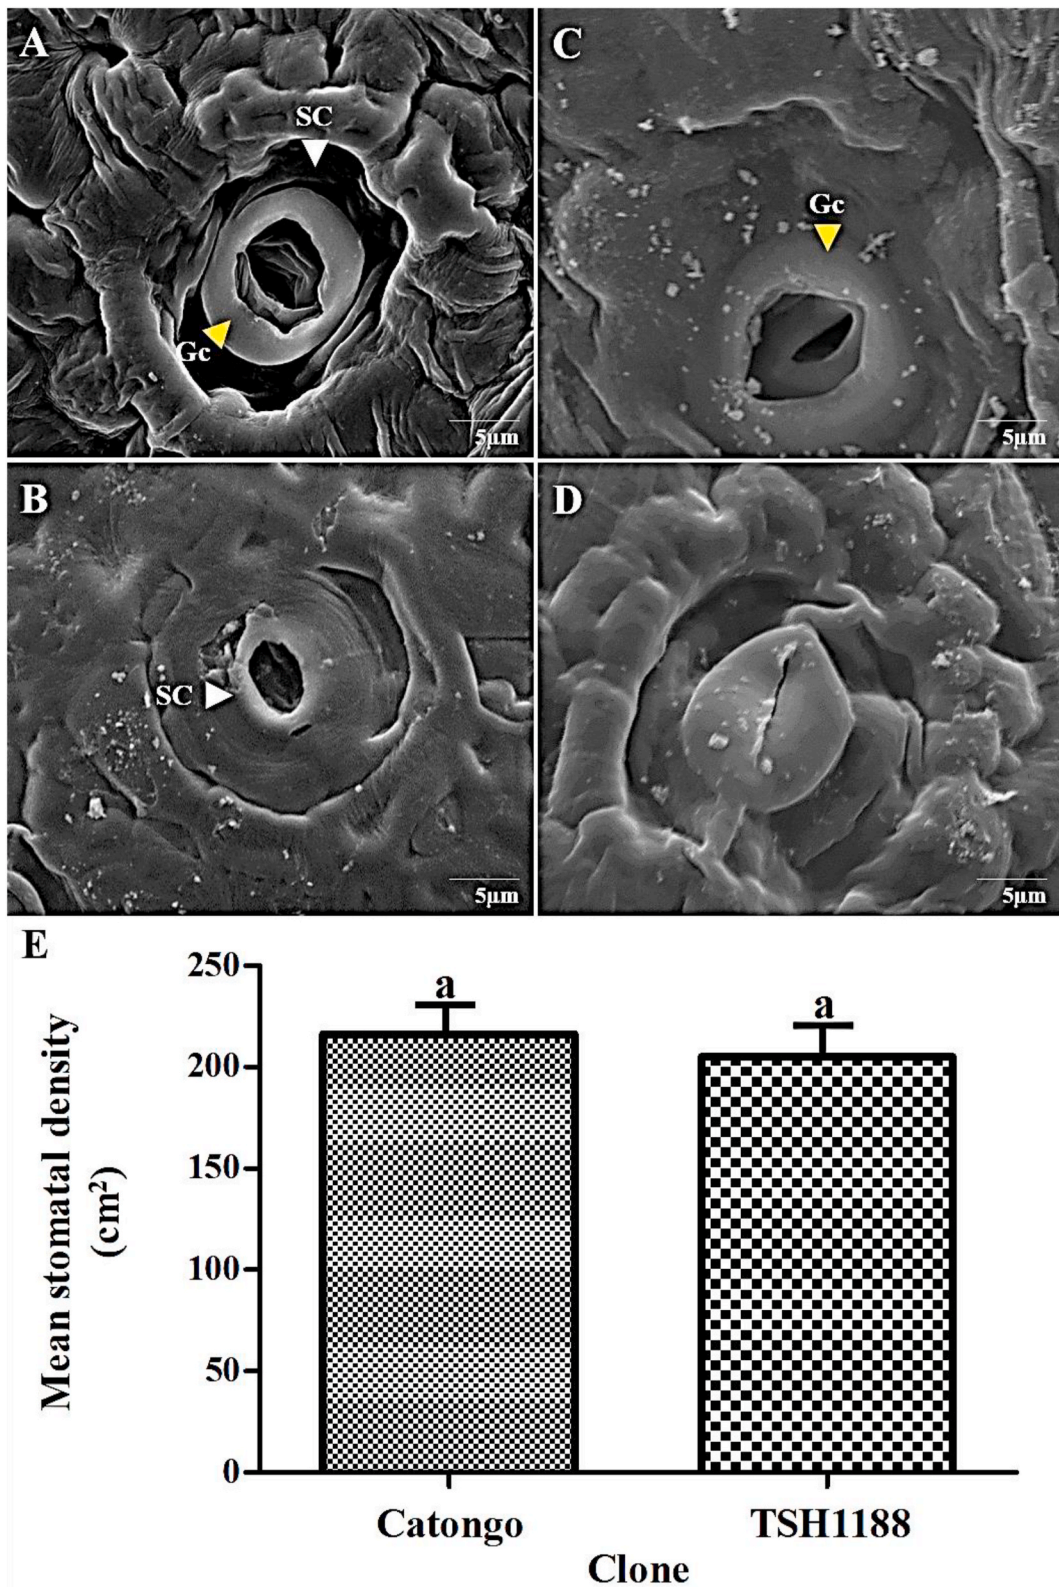 A
SC
Gc
5μm
C
Gc
5μm
B
SC
5μm
D
5μm
E
Mean stomatal density
(cm²)
250
200
150
100
50
0
a
a
Catongo
TSH1188
Clone